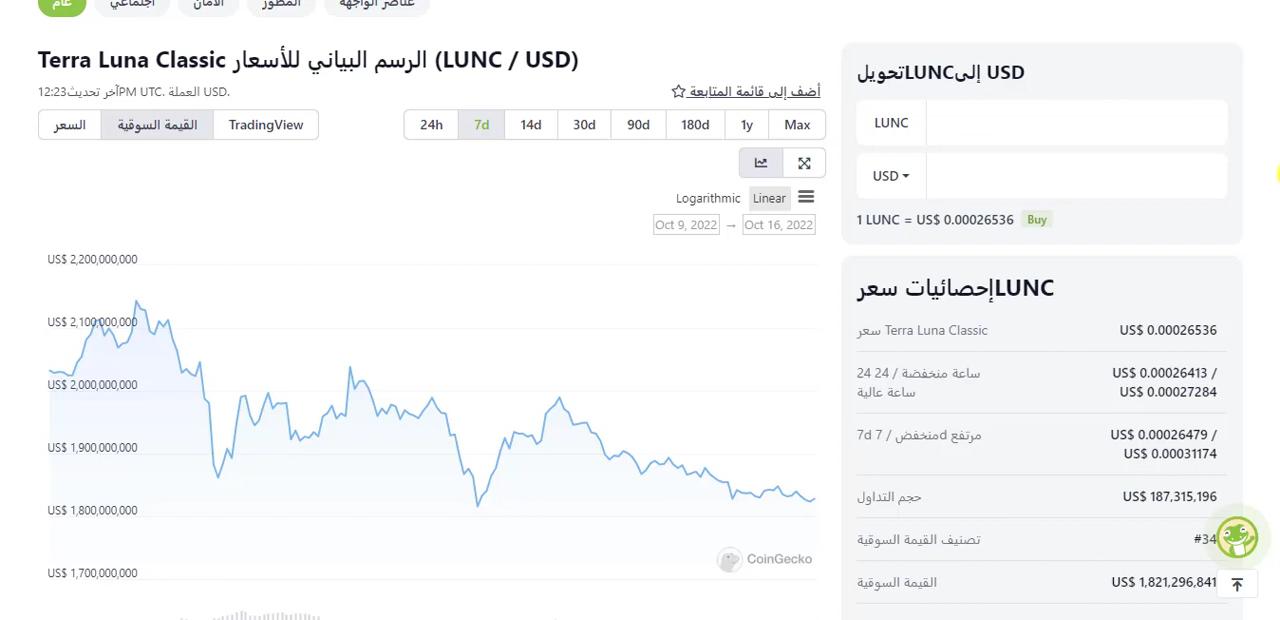 عام
اجتماعي
الأمان
المطور
عناصر الواجهة
Terra Luna Classic الرسم البياني للأسعار (LUNC / USD)
آخر تحديث12:23PM UTC. العملة USD.
أضف إلى قائمة المتابعة
السعر
القيمة السوقية
TradingView
24h
7d
14d
30d
90d
180d
1y
Max
Logarithmic
Linear
Oct 9, 2022 → Oct 16, 2022
US$ 2,200,000,000
US$ 2,100,000,000
US$ 2,000,000,000
US$ 1,900,000,000
US$ 1,800,000,000
US$ 1,700,000,000
CoinGecko
تحويلLUNCإلى USD
LUNC
USD
1 LUNC = US$ 0.00026536
Buy
إحصائيات سعرLUNC
سعر Terra Luna Classic
US$ 0.00026536
24 ساعة منخفضة / 24
ساعة عالية
US$ 0.00026413 /
US$ 0.00027284
7d منخفض / 7d مرتفع
US$ 0.00026479 /
US$ 0.00031174
حجم التداول
US$ 187,315,196
تصنيف القيمة السوقية
#34
القيمة السوقية
US$ 1,821,296,841